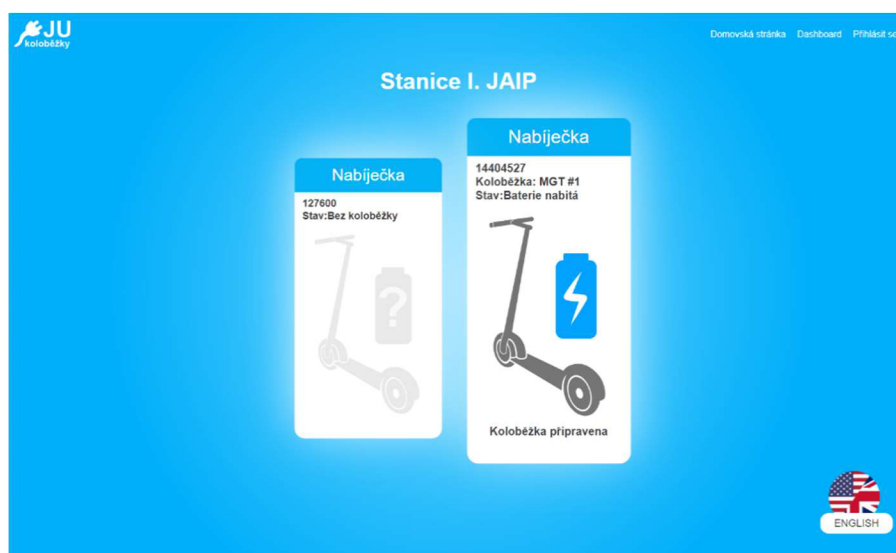 JU
koloběžky
Domovská stránka Dashboard Přihlásit se
Stanice I. JAIP
Nabíječka
127600
Stav:Bez koloběžky
?
Nabíječka
14404527
Koloběžka: MGT #1
Stav:Baterie nabitá
Koloběžka připravena
ENGLISH